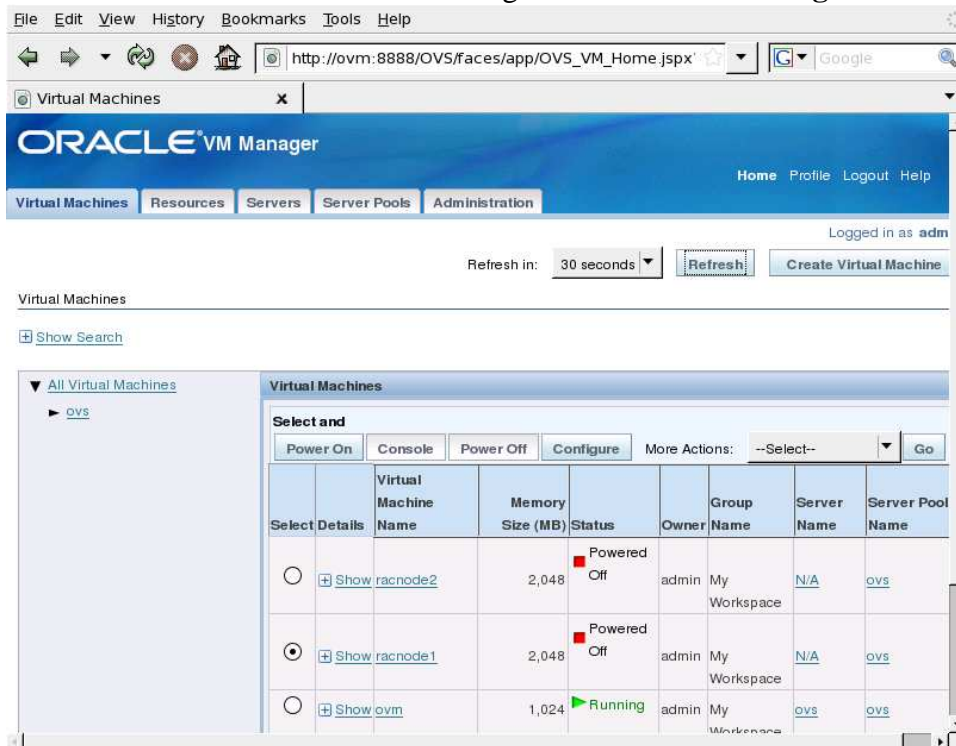 File Edit View History Bookmarks Tools Help
http://ovm:8888/OVS/faces/app/OVS_VM_Home.jspx
G Google
Virtual Machines x
ORACLE VM Manager
Home Profile Logout Help
Virtual Machines Resources Servers Server Pools Administration
Logged in as adm
Refresh in: 30 seconds Refresh Create Virtual Machine
Virtual Machines
Show Search
All Virtual Machines
ovs
Virtual Machines
Select and
Power On Console Power Off Configure More Actions: --Select-- Go
Select Details Virtual Machine Name Memory Size (MB) Status Owner Group Name Server Name Server Pool Name
Show racnode2 2,048 Powered Off admin My Workspace N/A ovs
Show racnode1 2,048 Powered Off admin My Workspace N/A ovs
Show ovm 1,024 Running admin My Workspace ovs ovs